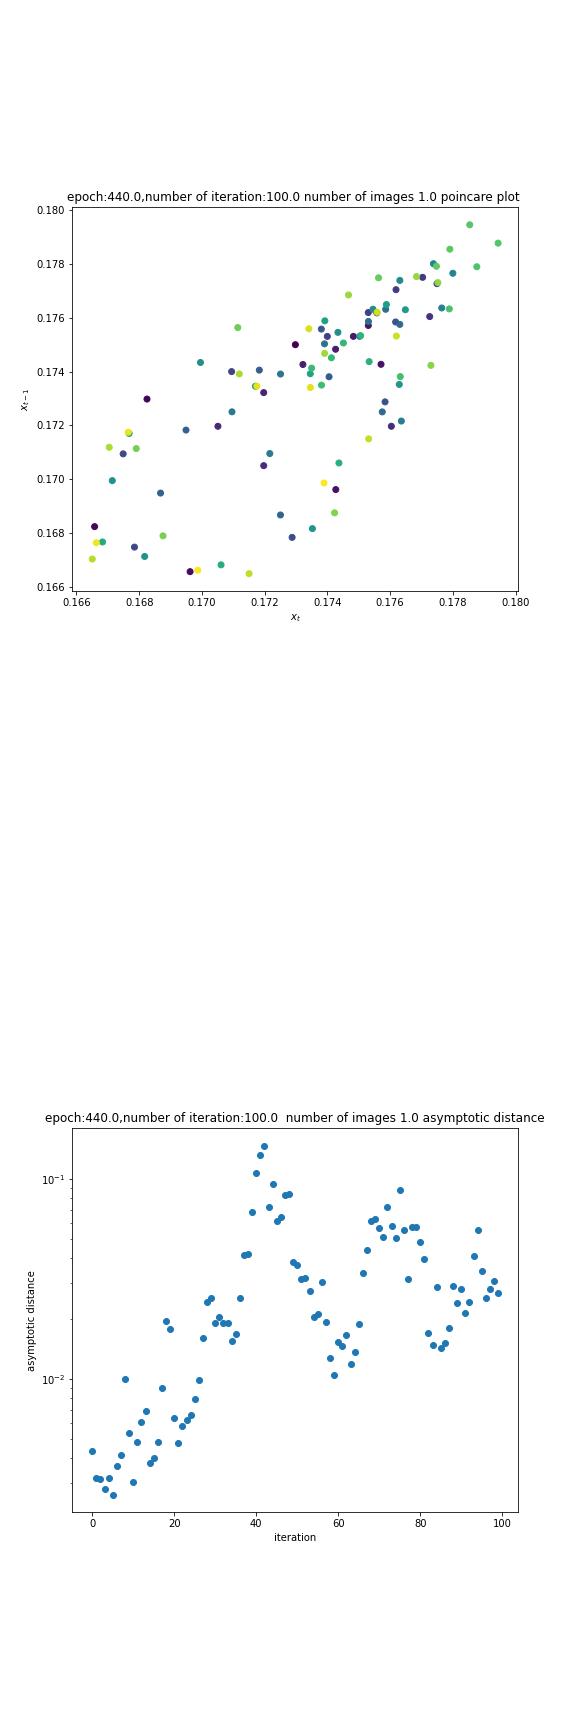 epoch:440.0,number of iteration:100.0 number of images 1.0 poincare plot
0.180
0.178
0.176
0.174
0.172
0.170
0.168
0.166
x_{t-1}
0.166 0.168 0.170 0.172 0.174 0.176 0.178 0.180
x_t
epoch:440.0,number of iteration:100.0  number of images 1.0 asymptotic distance
10^{-1}
10^{-2}
asymptotic distance
0 20 40 60 80 100
iteration